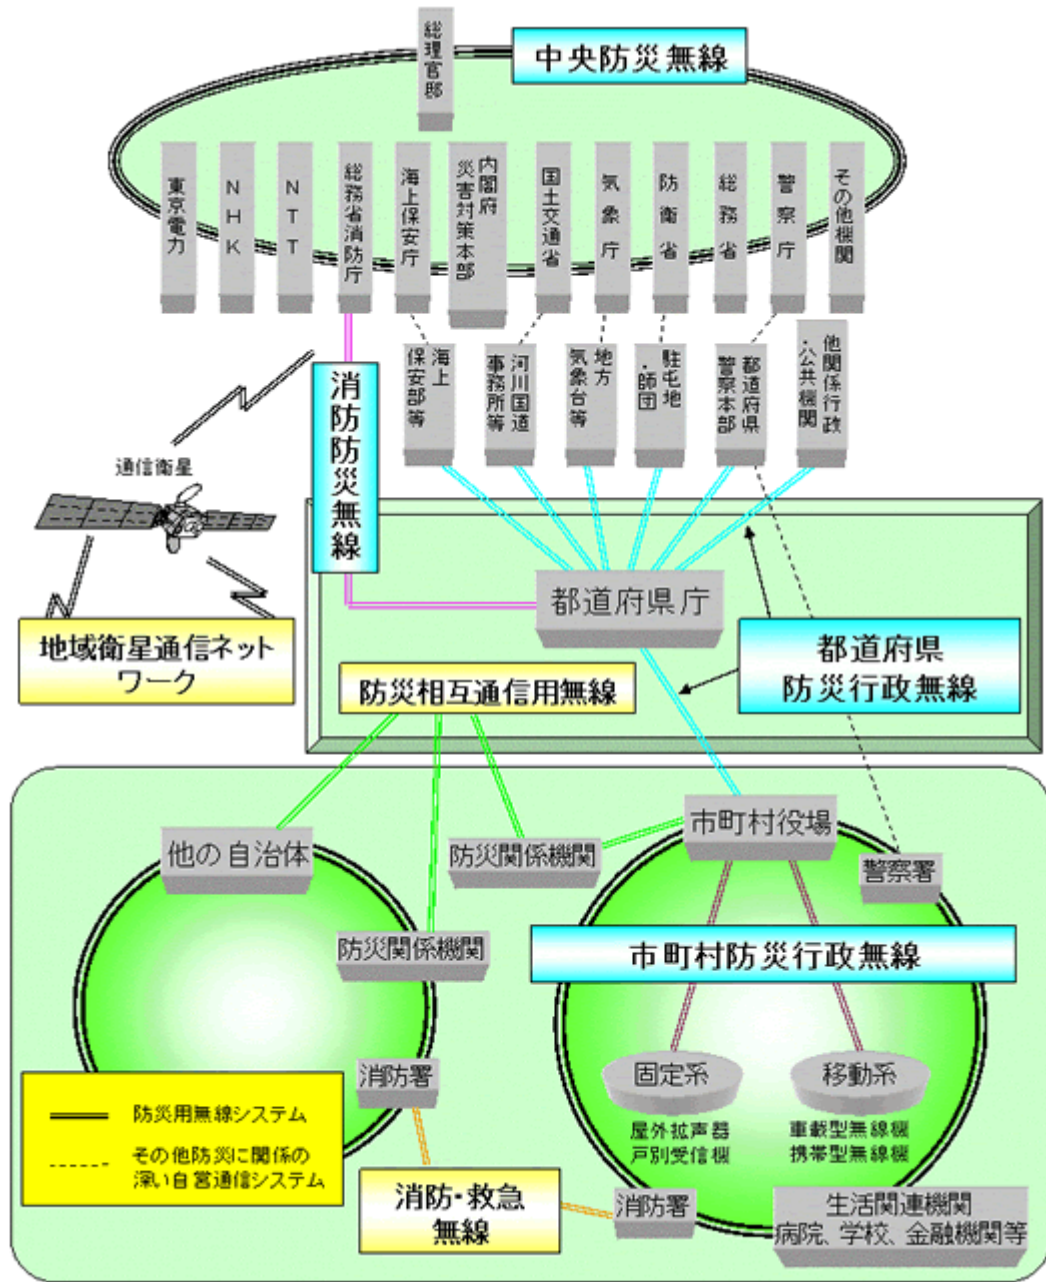 中央防災無線
総理官邸
東京電力
NHK
NTT
総務省消防庁
海上保安庁
内閣府
災害対策本部
国土交通省
気象庁
防衛省
総務省
警察庁
その他機関
海上
保安部等
河川国道
事務所等
地方
気象台等
駐屯地
・師団
都道府県
警察本部
他関係行政
・公共機関
消防防災無線
通信衛星
地域衛星通信ネット
ワーク
都道府県庁
都道府県
防災行政無線
防災相互通信用無線
市町村役場
他の自治体
防災関係機関
警察署
防災関係機関
市町村防災行政無線
消防署
固定系
移動系
屋外拡声器
戸別受信機
車載型無線機
携帯型無線機
防災用無線システム
その他防災に関係の
深い自営通信システム
消防・救急
無線
消防署
生活関連機関
病院、学校、金融機関等